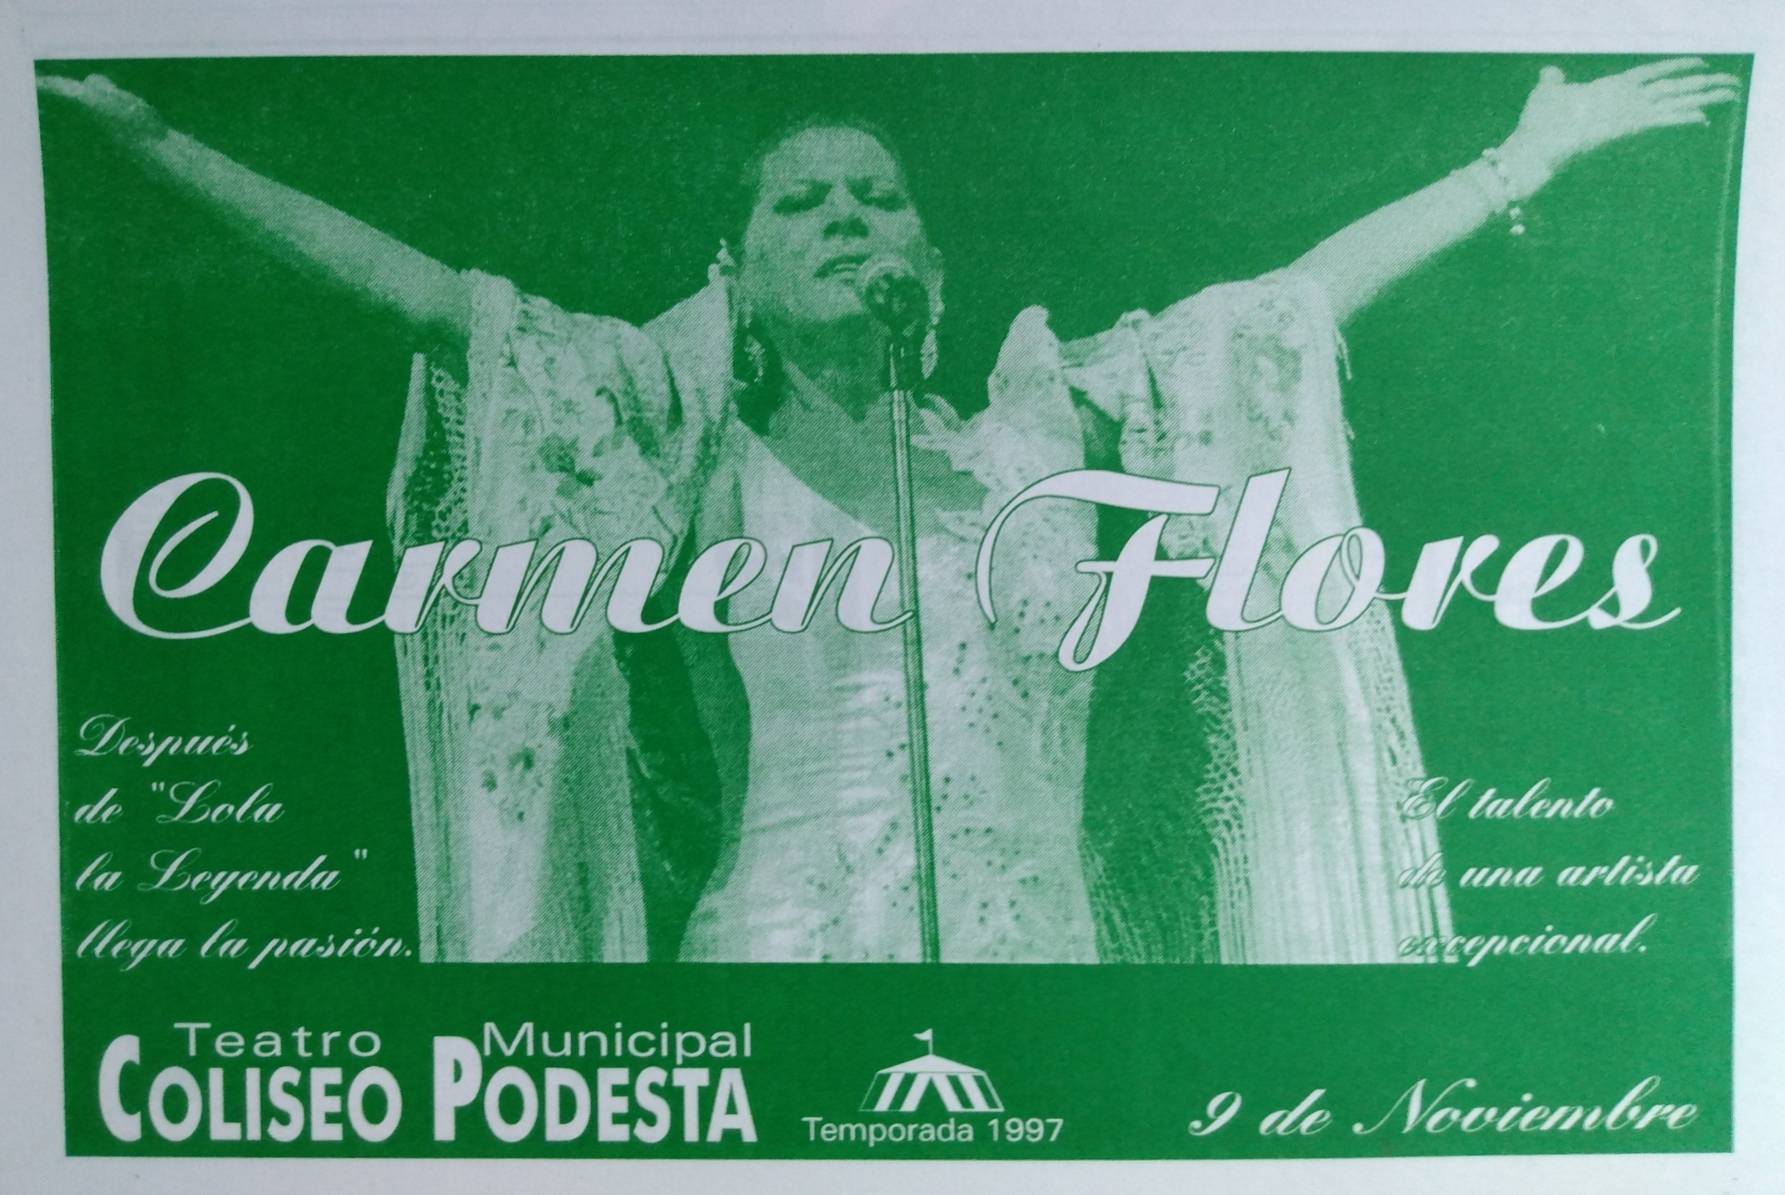 Carmen Flores
Después
de "Lola
la Leyenda"
llega la pasión.
El talento
de una artista
excepcional.
Teatro Municipal
COLISEO PODESTA
Temporada 1997
9 de Noviembre